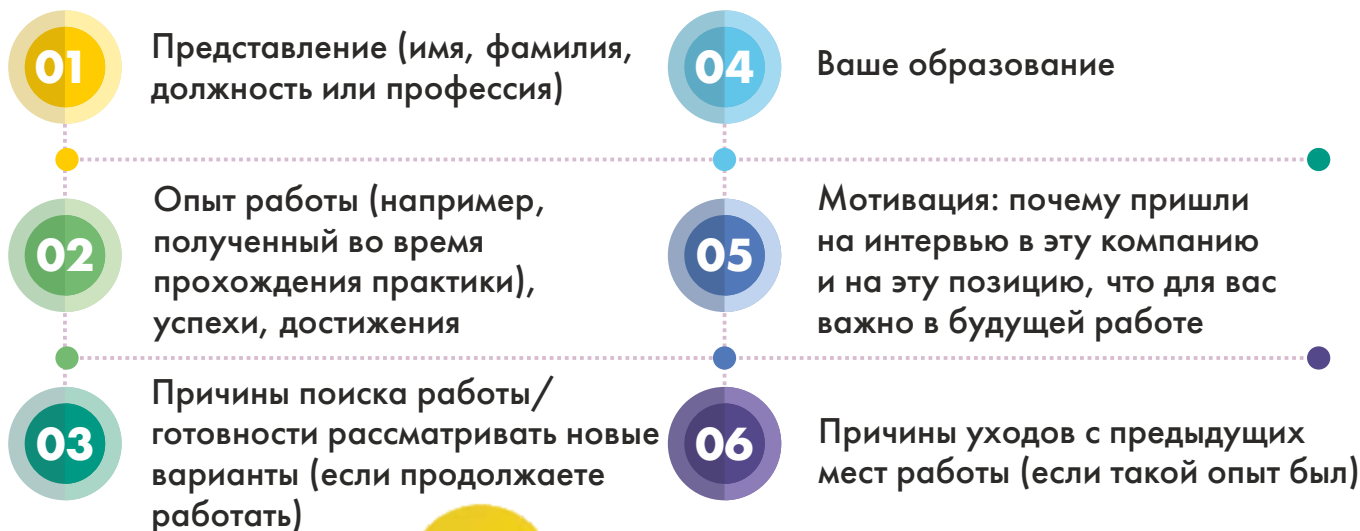 01
Представление (имя, фамилия,
должность или профессия)
02
Опыт работы (например,
полученный во время
прохождения практики),
успехи, достижения
03
Причины поиска работы/
готовности рассматривать новые
варианты (если продолжаете
работать)
04
Ваше образование
05
Мотивация: почему пришли
на интервью в эту компанию
и на эту позицию, что для вас
важно в будущей работе
06
Причины уходов с предыдущих
мест работы (если такой опыт был)